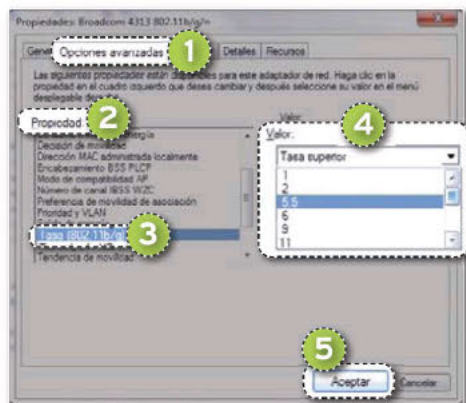 Propiedades: Broadcom 4313 802.11b/g/n
Opciones avanzadas 1 Detalles Recursos
Las siguientes propiedades están disponibles para este adaptador de red. Haga clic en la
propiedad en el cuadro izquierdo que desea cambiar y después seleccione su valor en el menú
desplegable
2
Propiedad
Valor
4
Valor:
Decisión de movilidad
Dirección MAC administrada localmente
Encabezamiento BSS PLCP
Modo de compatibilidad AP
Número de canal IBSS WZC
Preferencia de movilidad de asociación
Prioridad y VLAN
Tasa (802.11b/g)
3
Tendencia de movilidad
Tasa superior
1
2
5.5
6
9
11
5
Aceptar Cancelar